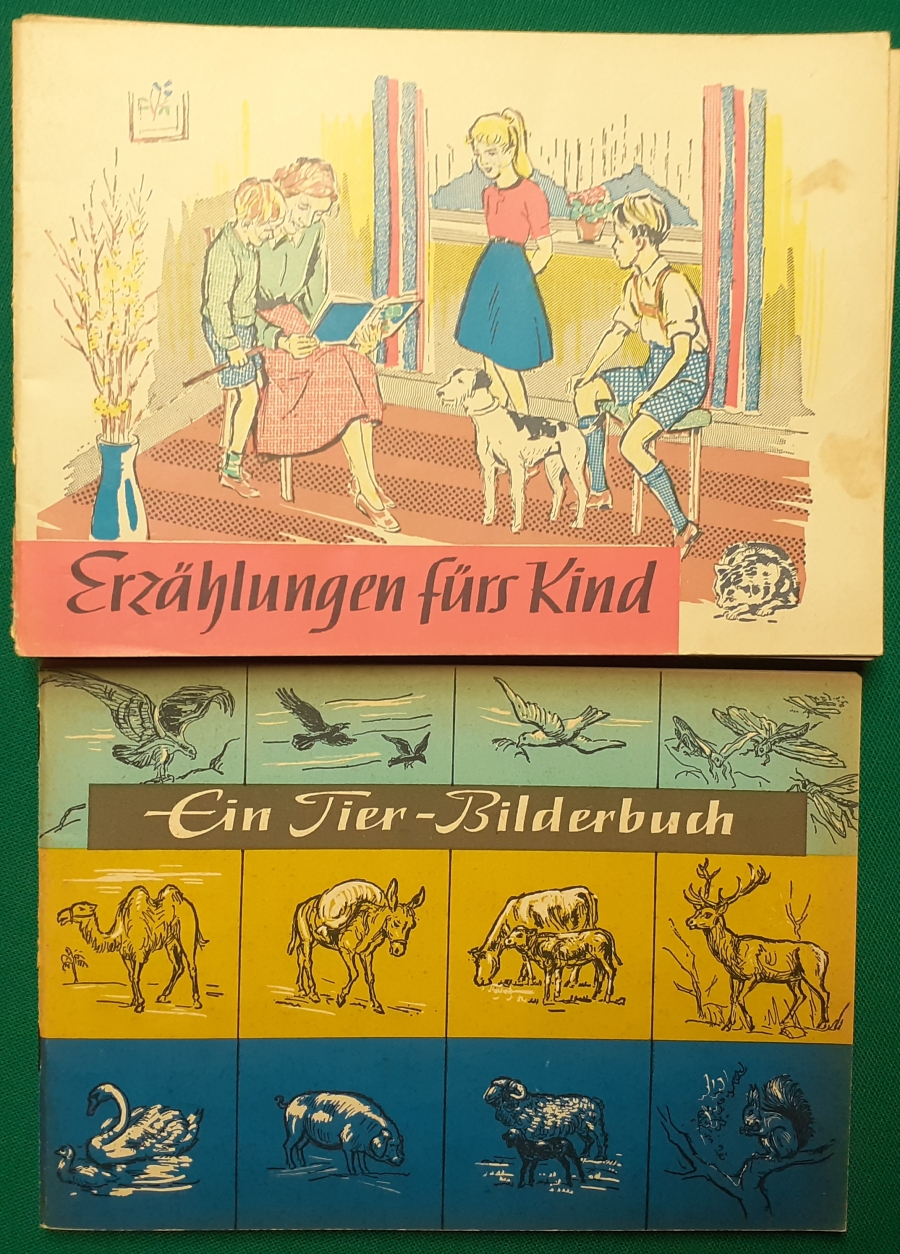 Erzählungen fürs Kind
Ein Tier-Bilderbuch